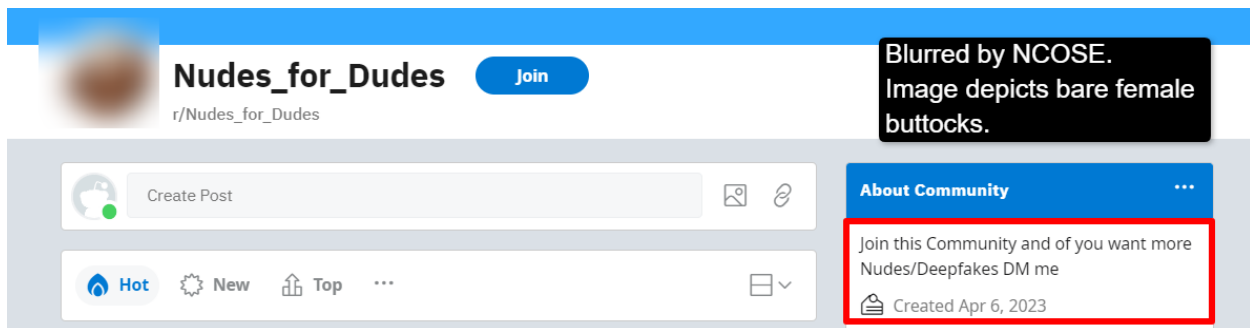 Nudes_for_Dudes
Join
r/Nudes_for_Dudes
Blurred by NCOSE.
Image depicts bare female
buttocks.
Create Post
Hot
New
Top
About Community
Join this Community and of you want more
Nudes/Deepfakes DM me
Created Apr 6, 2023